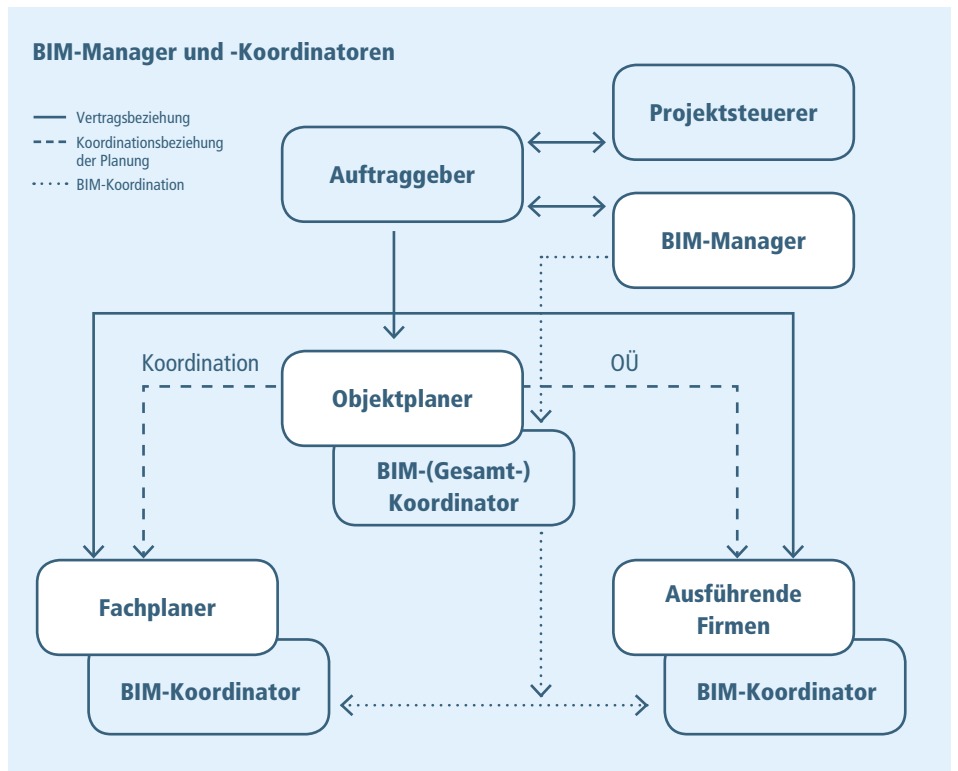 BIM-Manager und -Koordinatoren
Vertragsbeziehung
Koordinationsbeziehung
der Planung
BIM-Koordination
Projektsteuerer
Auftraggeber
BIM-Manager
Koordination
OÜ
Objektplaner
BIM-(Gesamt-)
Koordinator
Fachplaner
BIM-Koordinator
Ausführende
Firmen
BIM-Koordinator